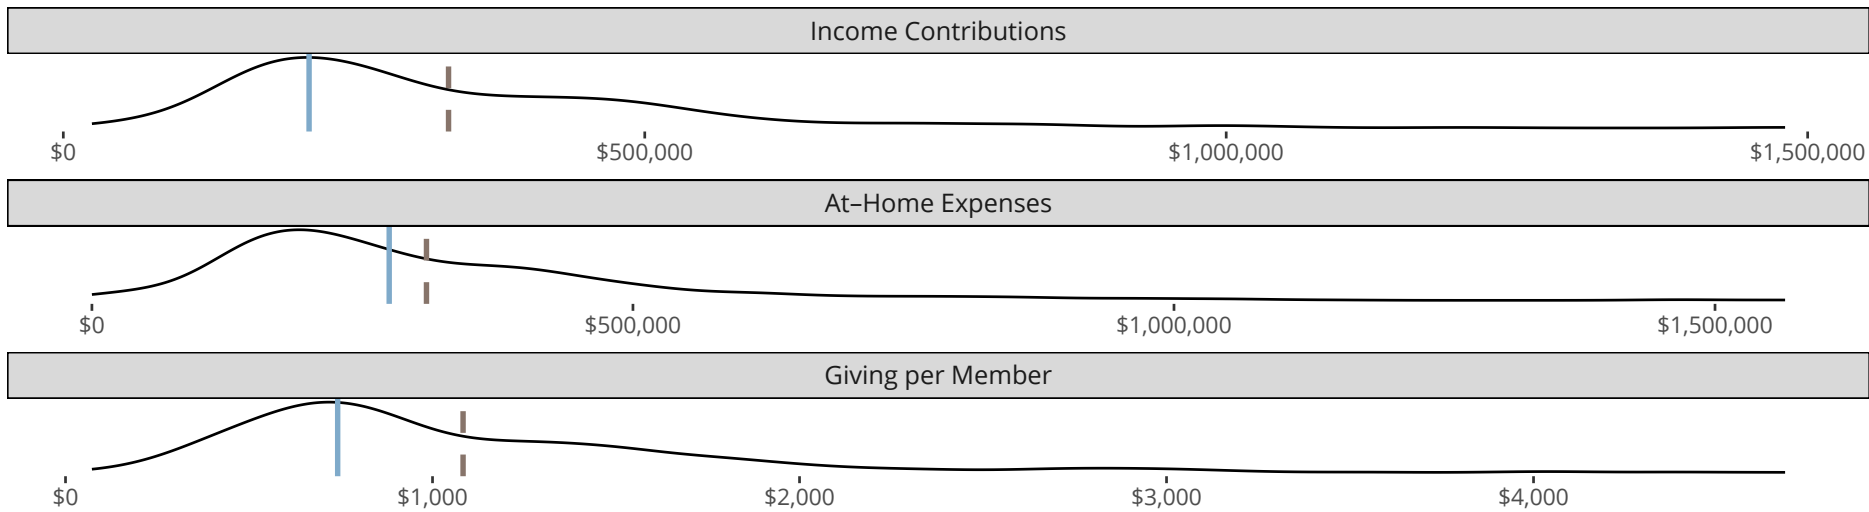 Income Contributions
$0 $500,000 $1,000,000 $1,500,000
At–Home Expenses
$0 $500,000 $1,000,000 $1,500,000
Giving per Member
$0 $1,000 $2,000 $3,000 $4,000